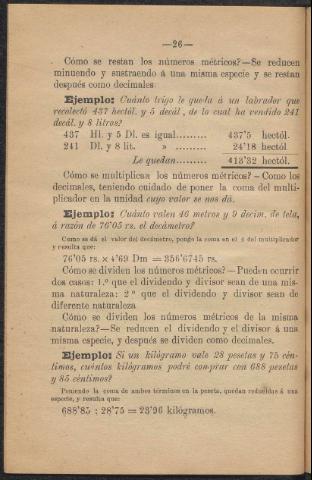 —26—
Cómo se restan los números métricos?—Se reducen
minuendo y sustraendo á una misma especie y se restan
después como decimales:
Ejemplo: Cuánto trigo le queda á un labrador que
recolectó 437 hectól. y 5 decál, de lo cual ha rendido 241
decál. y 8 litros?
437 Hl. y 5 Dl. es igual......... 437'5 hectól.
241 Dl. y 8 lit. » ......... 24'18 hectól
Le quedan......... 413'32 hectól.
Cómo se multiplican los números métricos? – Como los
decimales, teniendo cuidado de poner la coma del multi-
plicador en la unidad cuyo valor se nos dá.
Ejemplo: Cuánto valen 46 metros y 9 decim. de tela,
á razón de 76'05 rs. el decámetro?
Como se dá el valor del decámetro, pongo la coma en el 4 del multiplicador
y resulta que:
76'05 rs. × 4'69 Dm = 356'6745 rs.
Cómo se dividen los números métricos?—Pueden ocurrir
dos casos: 1.º que el dividendo y divisor sean de una mis-
ma naturaleza: 2º que el dividendo y divisor sean de
diferente naturaleza
Cómo se dividen los números métricos de la misma
naturaleza?—Se reducen el dividendo y el divisor á una
misma especie, y después se dividen como decimales.
Ejemplo: Si un kilógramo vale 28 pesetas y 75 cén-
timos, cuántos kilógramos podré comprar con 688 pesetas
y 85 céntimos?
Poniendo la coma de ambos términos en la peseta, quedan reducidos á una
especie, y resulta que:
688'85 : 28'75 = 23'96 kilógramos.